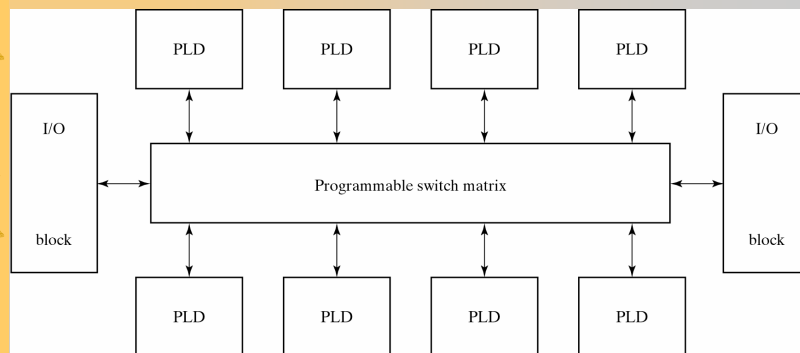 PLD PLD PLD PLD
I/O I/O
Programmable switch matrix
block block
PLD PLD PLD PLD